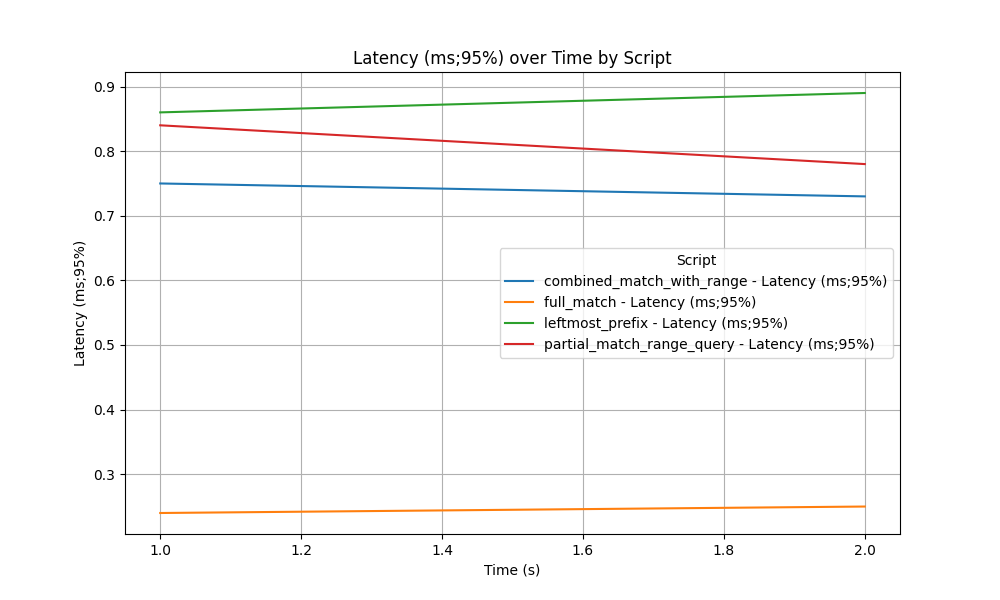 Latency (ms;95%) over Time by Script
Latency (ms;95%)
0.9
0.8
0.7
0.6
0.5
0.4
0.3
Script
combined_match_with_range - Latency (ms;95%)
full_match - Latency (ms;95%)
leftmost_prefix - Latency (ms;95%)
partial_match_range_query - Latency (ms;95%)
1.0 1.2 1.4 1.6 1.8 2.0
Time (s)